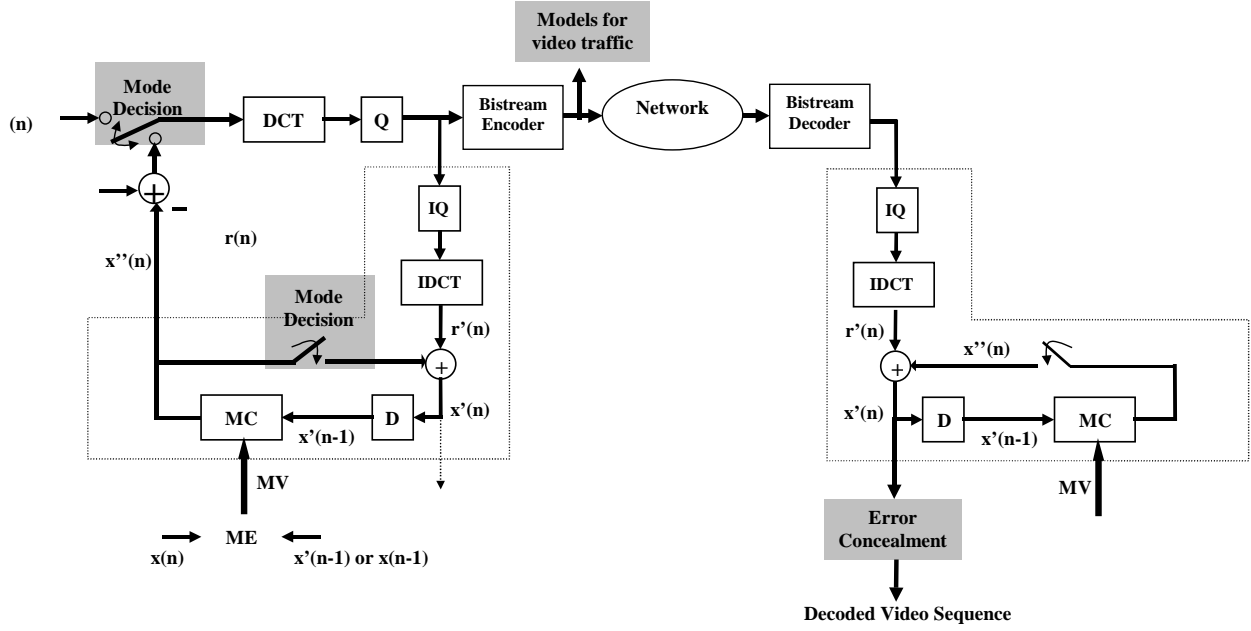 Models for
video traffic
Mode
Decision
(n)
DCT
Q
Bistream
Encoder
Network
Bistream
Decoder
+
−
IQ
IQ
r(n)
x’’(n)
IDCT
IDCT
Mode
Decision
r’(n)
r’(n)
+
x’’(n)
+
x’(n)
x’(n)
MC
D
D
MC
x’(n-1)
x’(n-1)
MV
MV
x(n)
ME
x’(n-1) or x(n-1)
Error
Concealment
Decoded Video Sequence